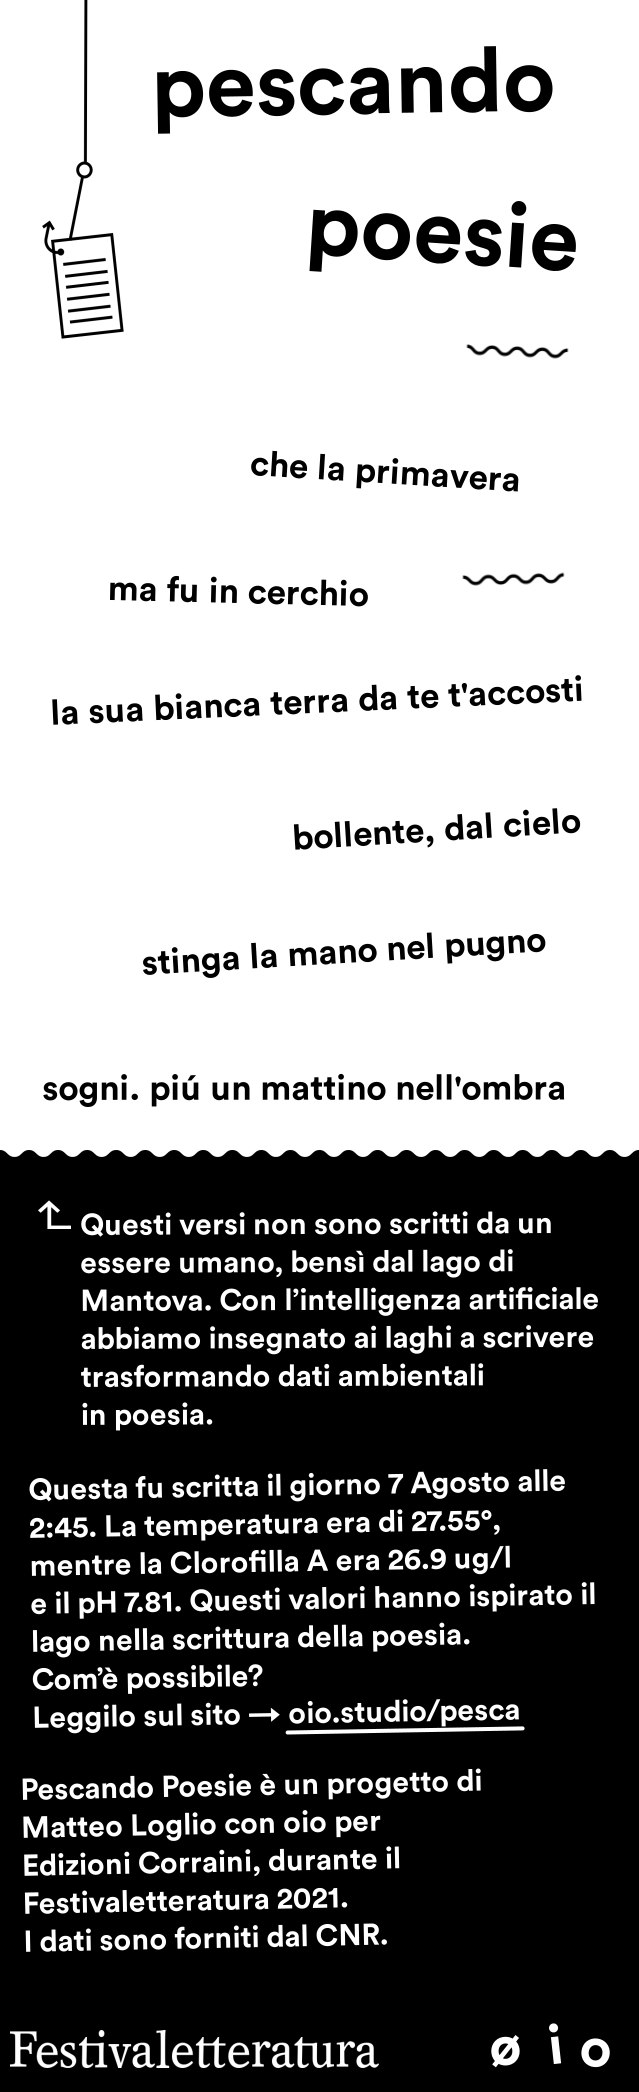 pescando
poesie
che la primavera
ma fu in cerchio
la sua bianca terra da te t'accosti
bollente, dal cielo
stinga la mano nel pugno
sogni. piú un mattino nell'ombra
Questi versi non sono scritti da un
essere umano, bensì dal lago di
Mantova. Con l’intelligenza artificiale
abbiamo insegnato ai laghi a scrivere
trasformando dati ambientali
in poesia.
Questa fu scritta il giorno 7 Agosto alle
2:45. La temperatura era di 27.55°,
mentre la Clorofilla A era 26.9 ug/l
e il pH 7.81. Questi valori hanno ispirato il
lago nella scrittura della poesia.
Com’è possibile?
Leggilo sul sito → oio.studio/pesca
Pescando Poesie è un progetto di
Matteo Loglio con oio per
Edizioni Corraini, durante il
Festivaletteratura 2021.
I dati sono forniti dal CNR.
Festivaletteratura øio